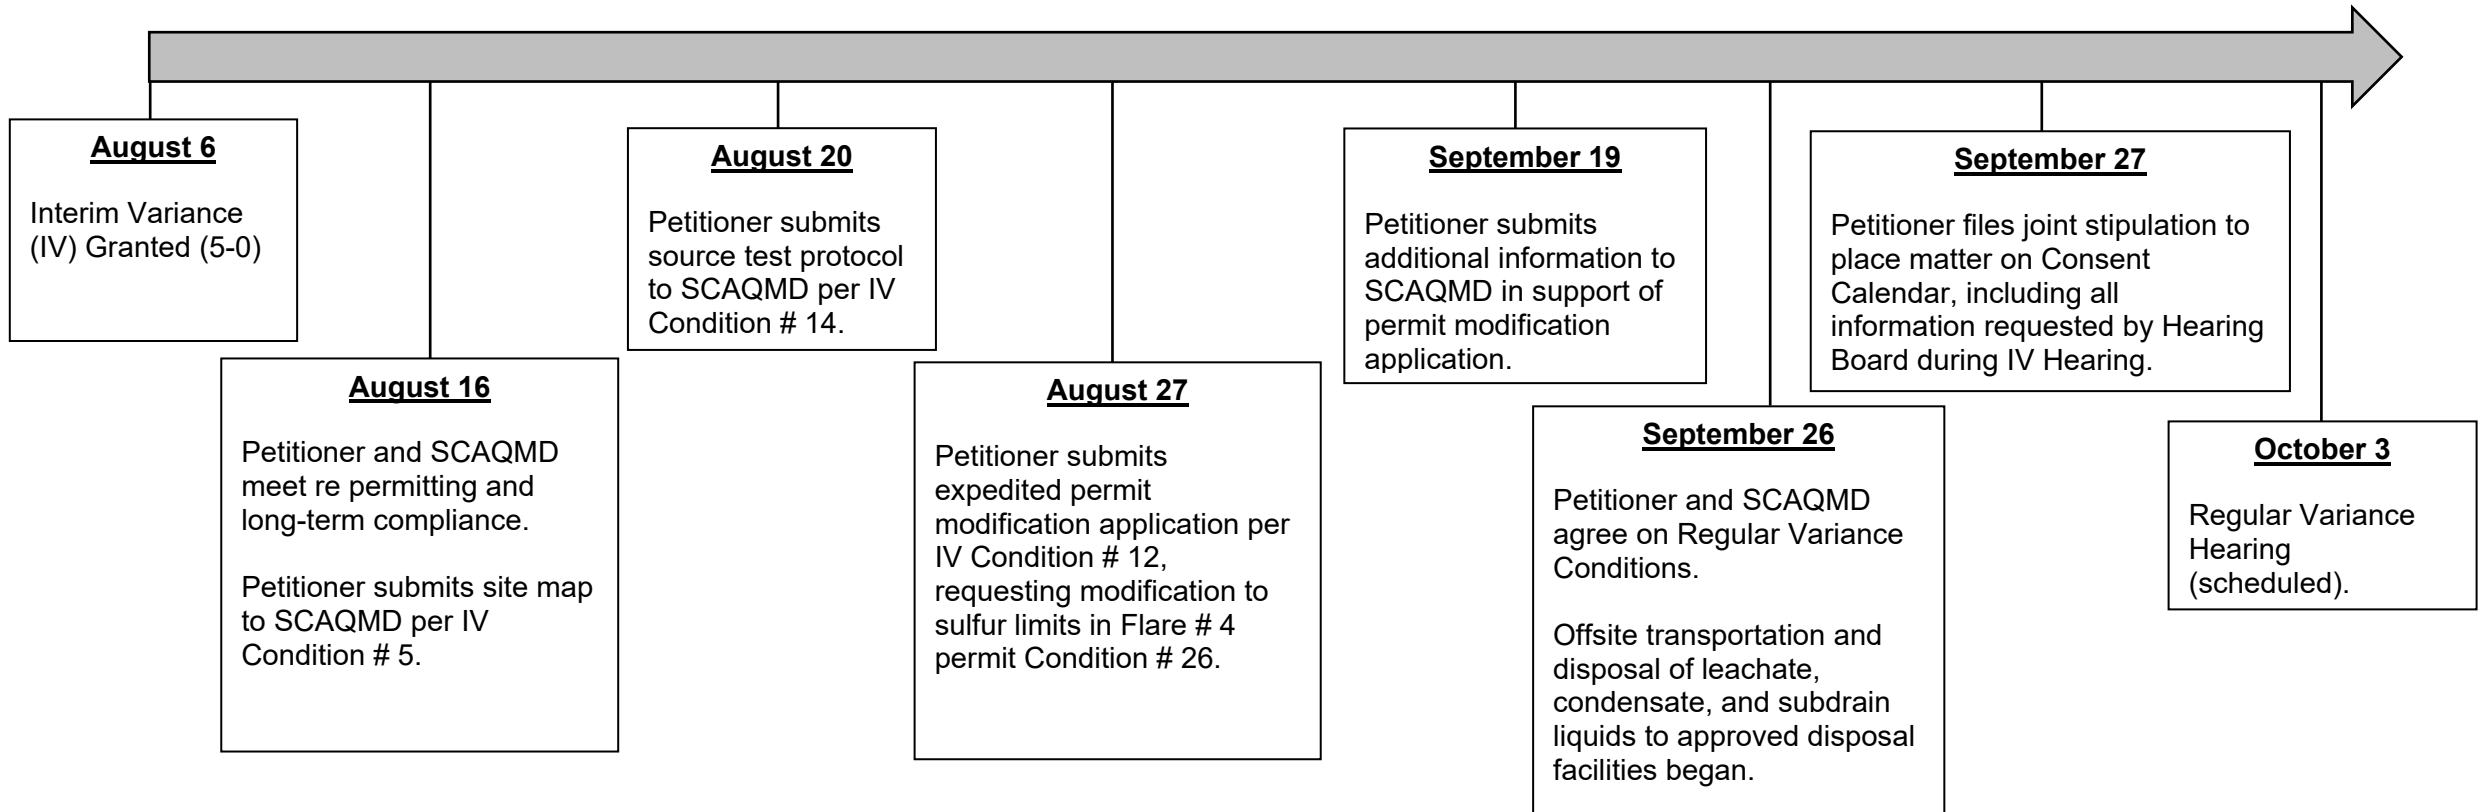 August 6
Interim Variance
(IV) Granted (5-0)
August 16
Petitioner and SCAQMD
meet re permitting and
long-term compliance.
Petitioner submits site map
to SCAQMD per IV
Condition # 5.
August 20
Petitioner submits
source test protocol
to SCAQMD per IV
Condition # 14.
August 27
Petitioner submits
expedited permit
modification application per
IV Condition # 12,
requesting modification to
sulfur limits in Flare # 4
permit Condition # 26.
September 19
Petitioner submits
additional information to
SCAQMD in support of
permit modification
application.
September 26
Petitioner and SCAQMD
agree on Regular Variance
Conditions.
Offsite transportation and
disposal of leachate,
condensate, and subdrain
liquids to approved disposal
facilities began.
September 27
Petitioner files joint stipulation to
place matter on Consent
Calendar, including all
information requested by Hearing
Board during IV Hearing.
October 3
Regular Variance
Hearing
(scheduled).